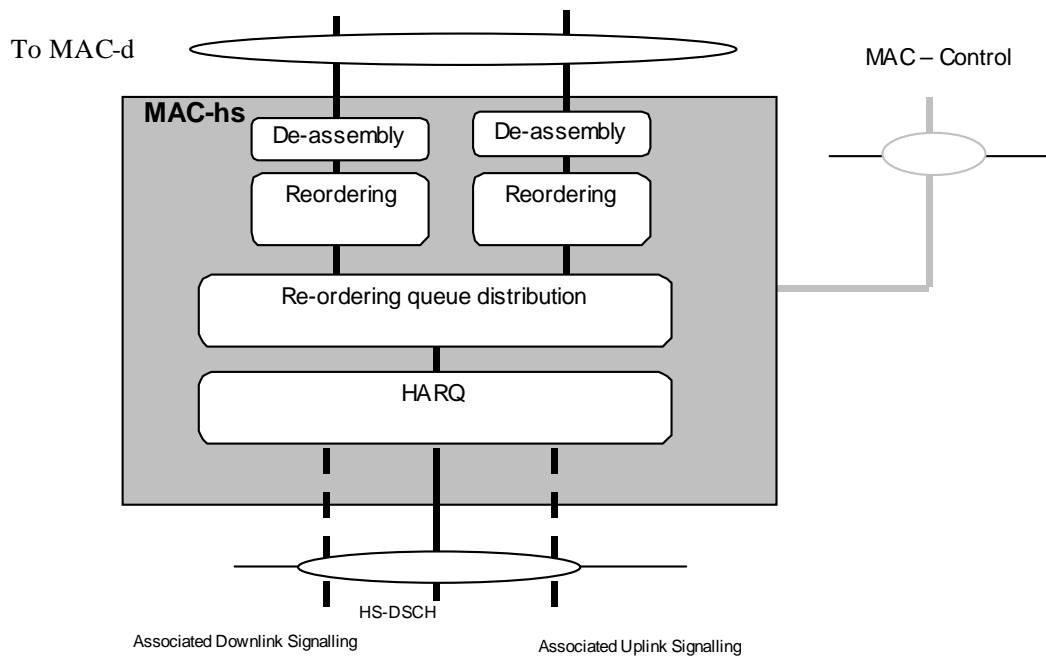 To MAC-d
MAC – Control
MAC-hs
De-assembly
De-assembly
Reordering
Reordering
Re-ordering queue distribution
HARQ
HS-DSCH
Associated Downlink Signalling
Associated Uplink Signalling